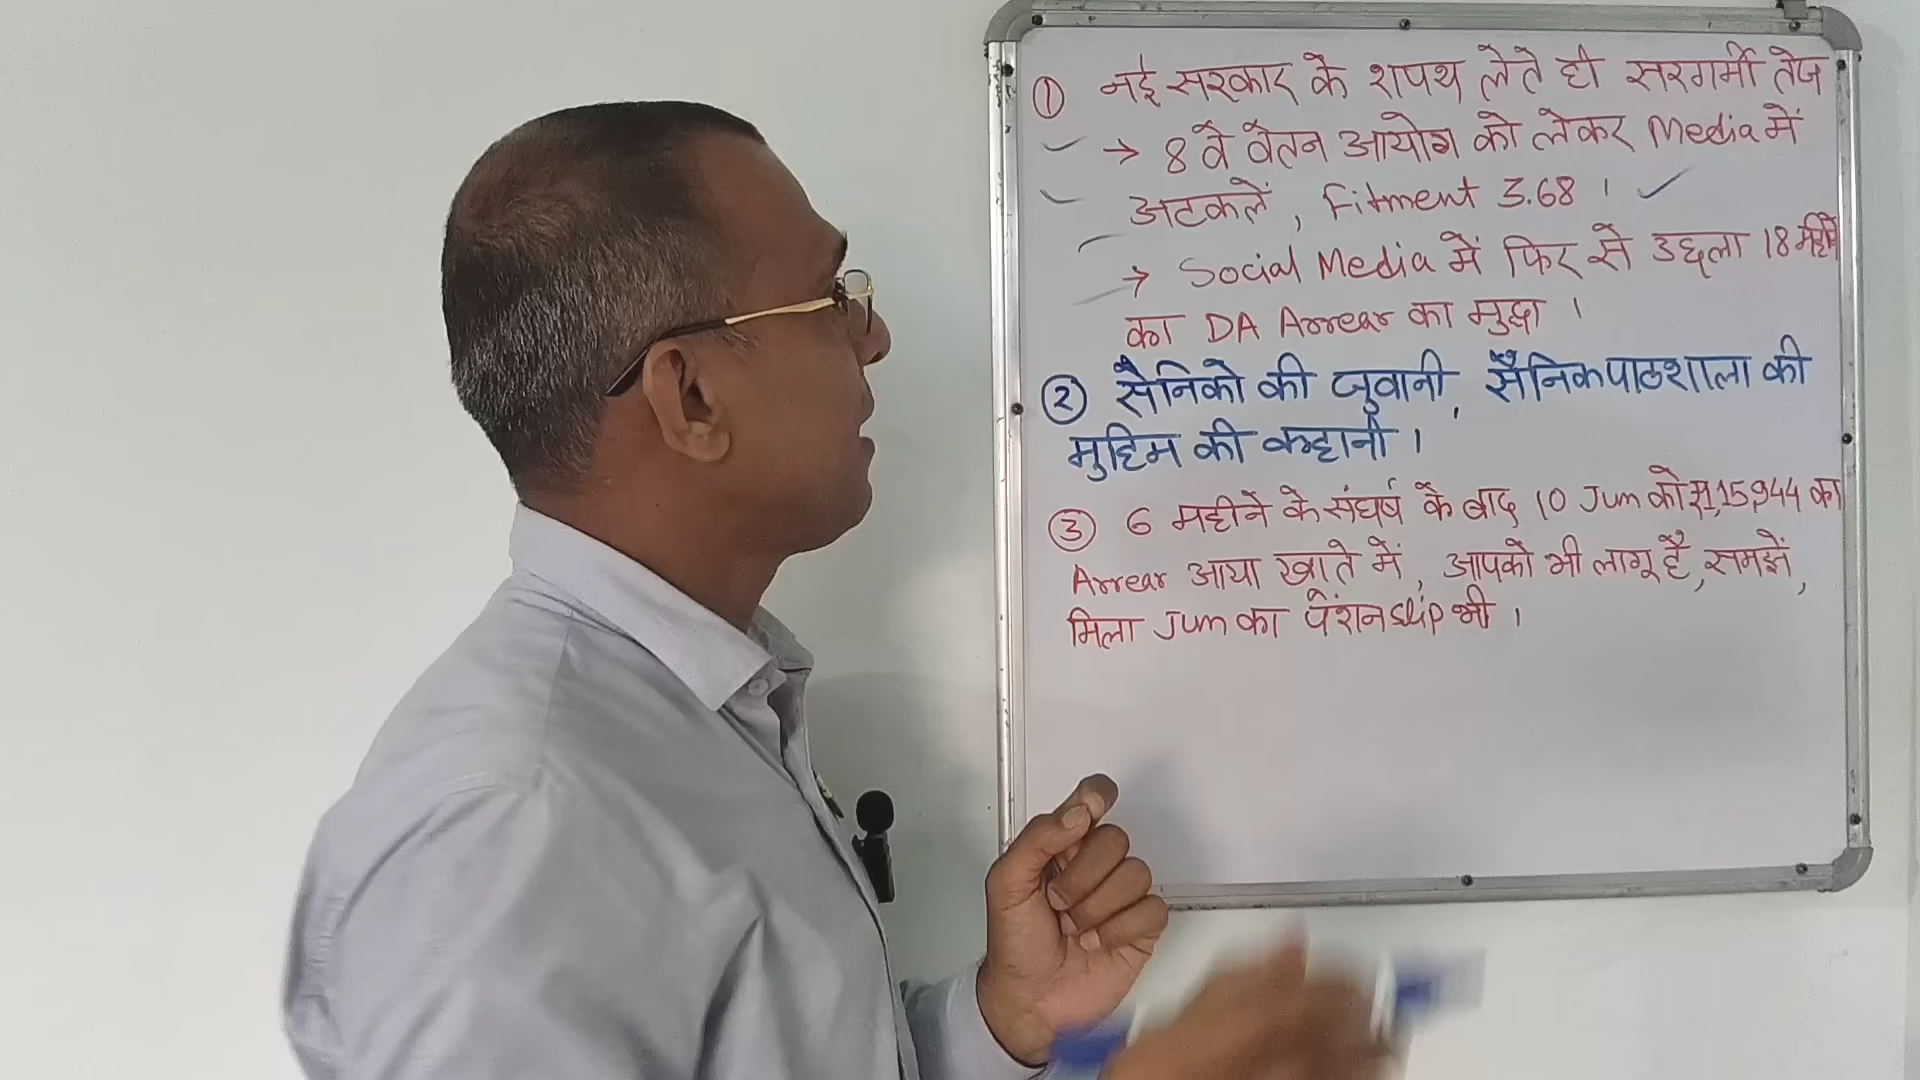 ① नई सरकार के शपथ लेते ही सरगर्मी तेज
→ 8 वें वेतन आयोग को लेकर Media में
अटकलें, Fitment 3.68 ।
→ Social Media में फिर से उछला 18 महीने
का DA Arrear का मुद्दा ।
② सैनिको की जुवानी, सैनिक पाठशाला की
मुहिम की कहानी ।
③ 6 महीने के संघर्ष के बाद 10 Jun को ₹1,15,944 का
Arrear आया खाते में, आपको भी लागू है, समझें,
मिला Jun का पेंशन slip भी ।